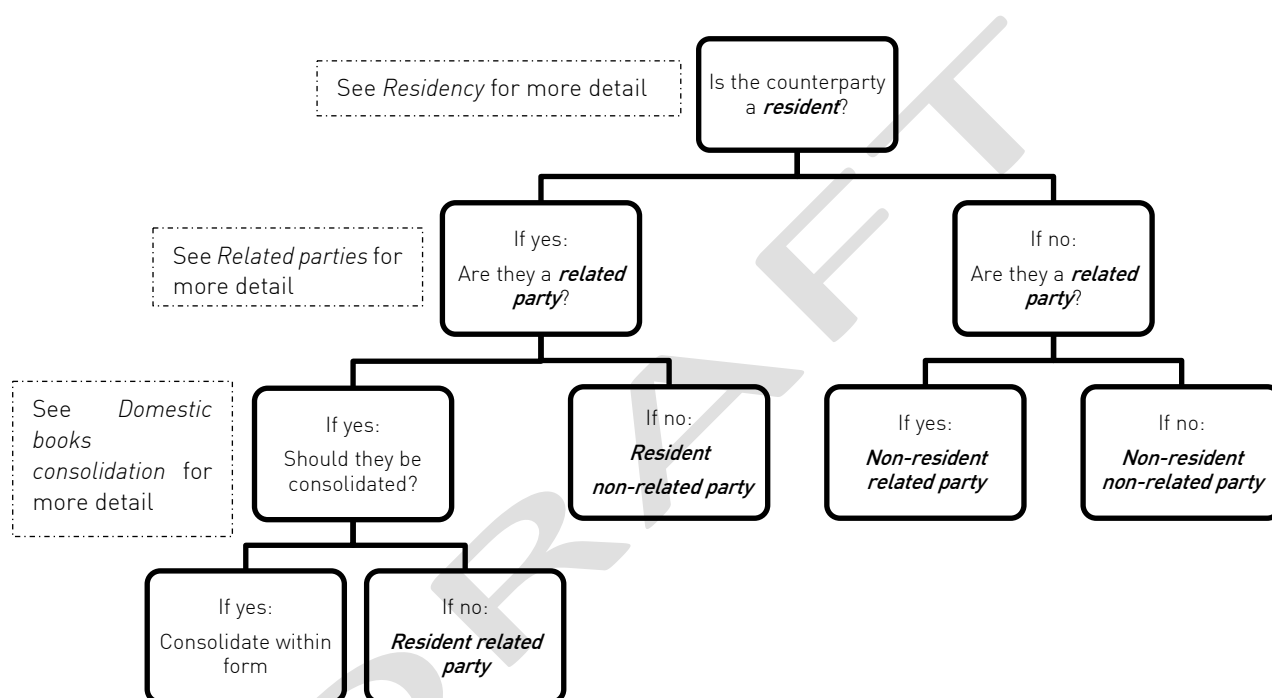 See Residency for more detail
Is the counterparty
a resident?
See Related parties for
more detail
If yes:
Are they a related
party?
If no:
Are they a related
party?
See Domestic
books
consolidation for
more detail
If yes:
Should they be
consolidated?
If no:
Resident
non-related party
If yes:
Non-resident
related party
If no:
Non-resident
non-related party
If yes:
Consolidate within
form
If no:
Resident related
party
DRAFT